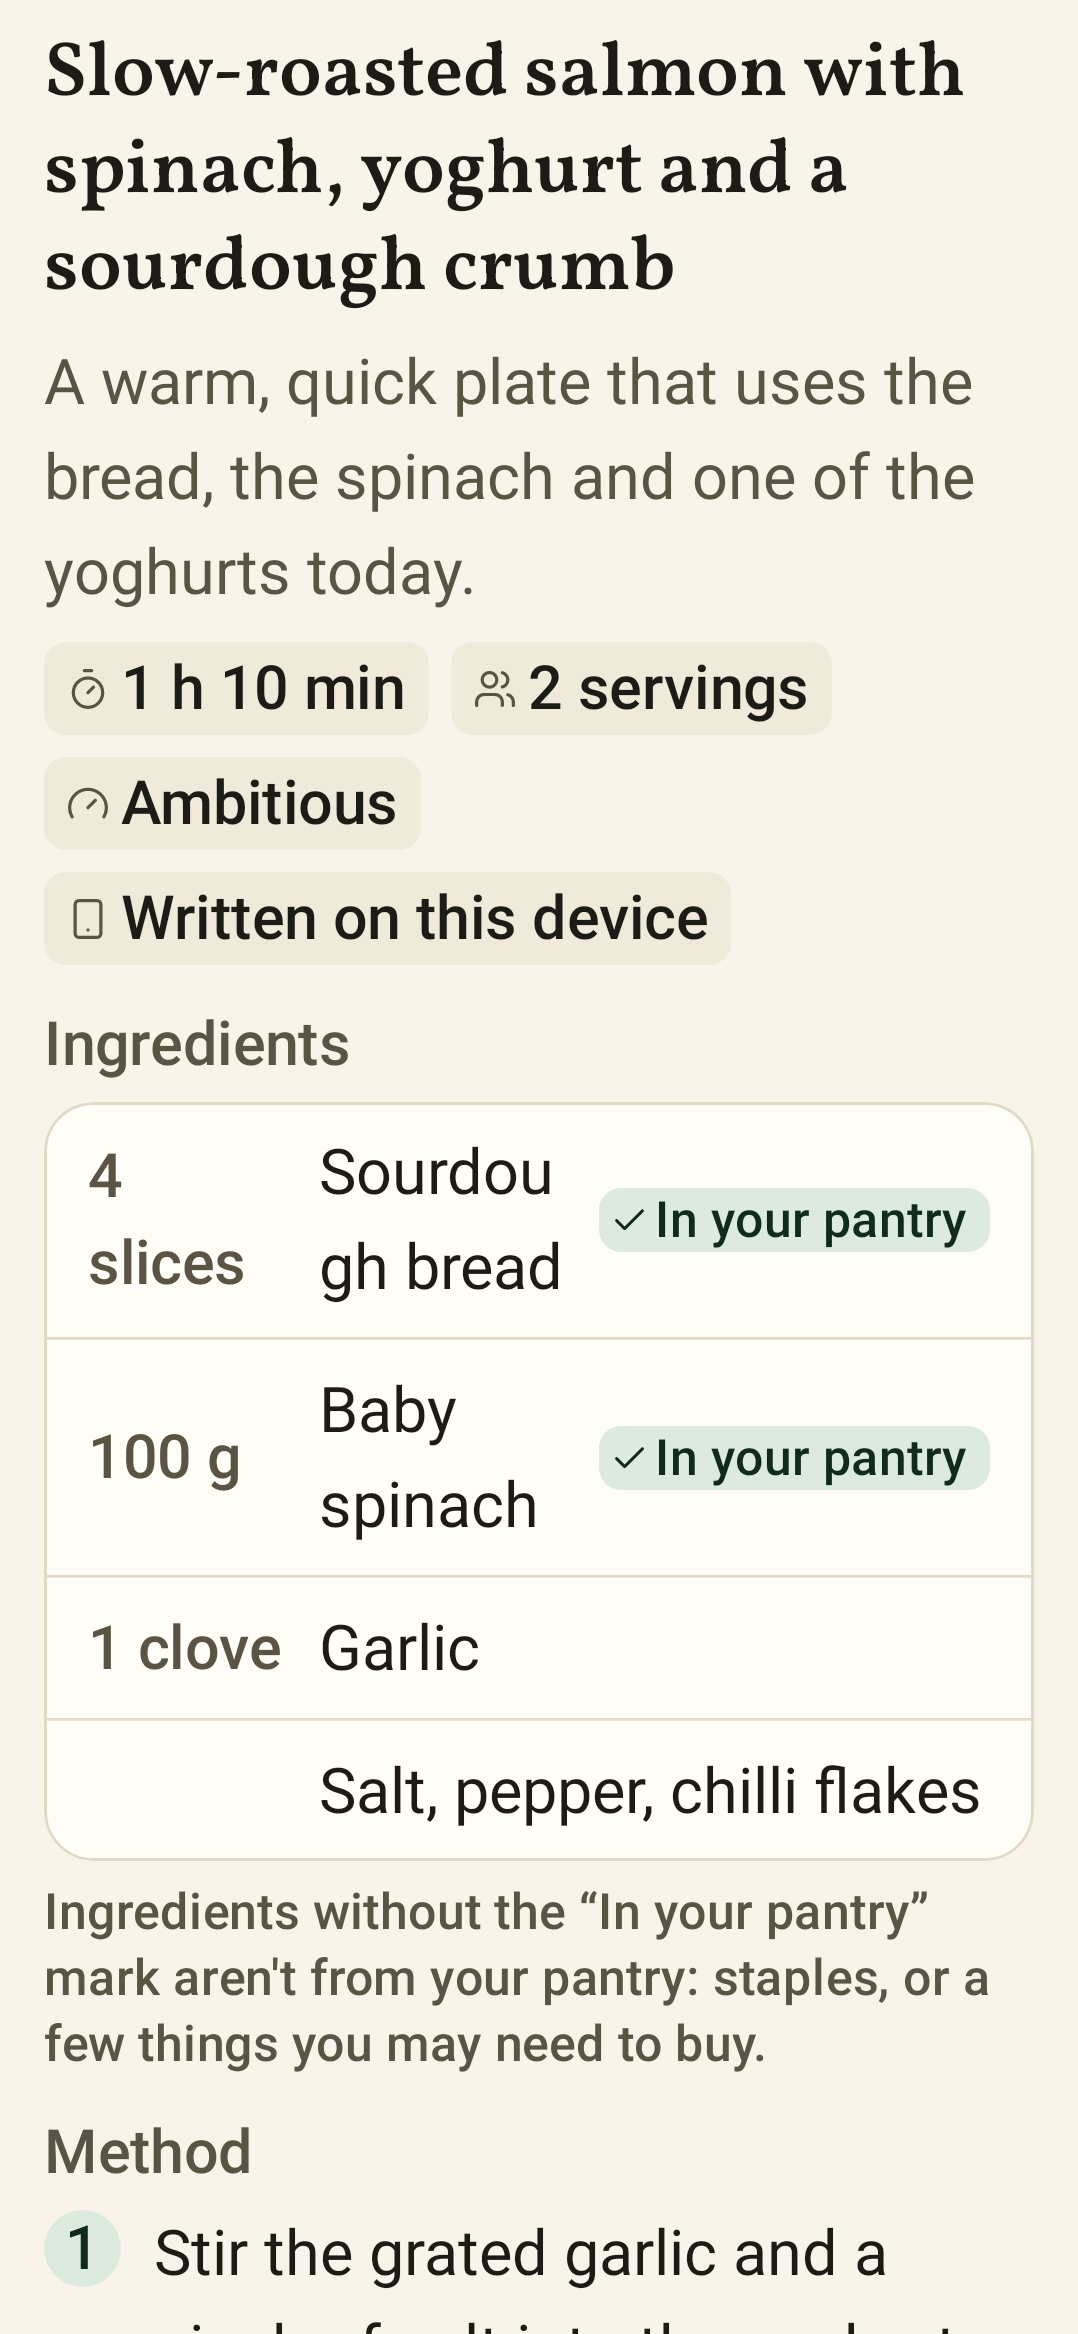 Slow-roasted salmon with
spinach, yoghurt and a
sourdough crumb
A warm, quick plate that uses the
bread, the spinach and one of the
yoghurts today.
1 h 10 min
2 servings
Ambitious
Written on this device
Ingredients
4
slices
Sourdou
gh bread
In your pantry
100 g
Baby
spinach
In your pantry
1 clove
Garlic
Salt, pepper, chilli flakes
Ingredients without the “In your pantry”
mark aren't from your pantry: staples, or a
few things you may need to buy.
Method
1
Stir the grated garlic and a